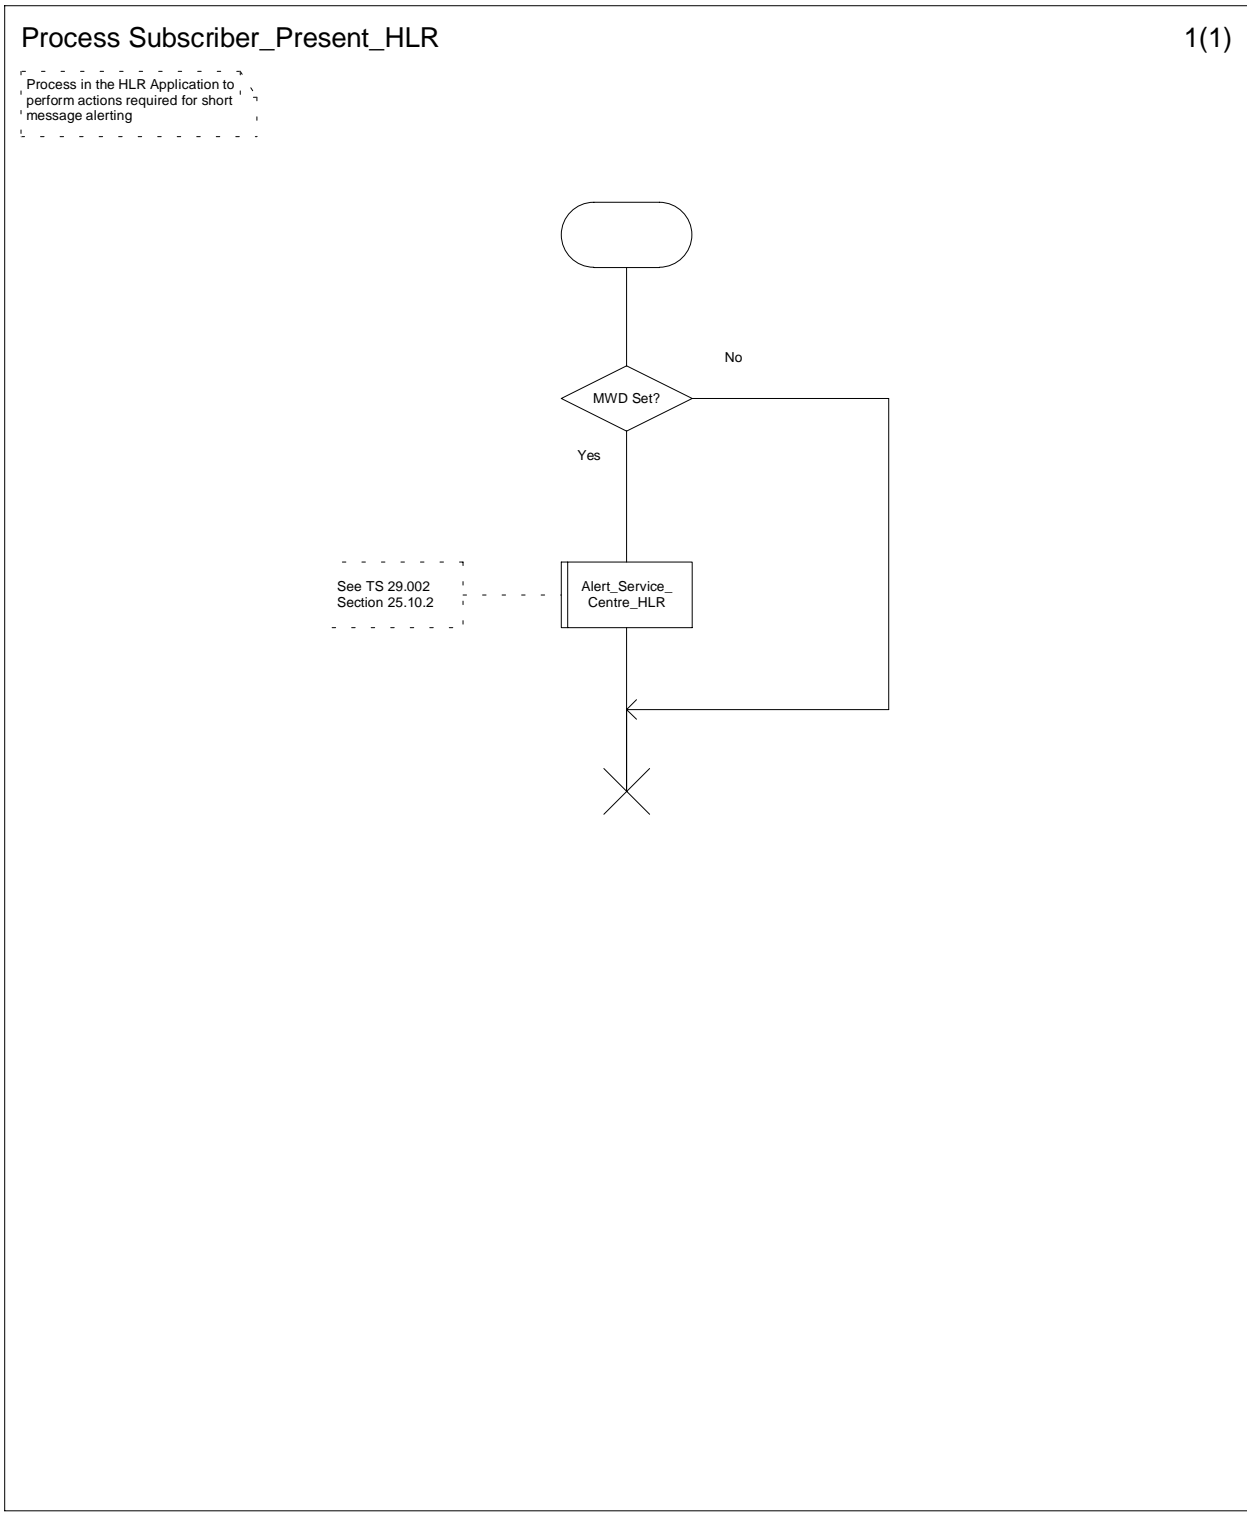 Process Subscriber_Present_HLR
1(1)
Process in the HLR Application to
perform actions required for short
message alerting
No
MWD Set?
Yes
See TS 29.002
Section 25.10.2
Alert_Service_
Centre_HLR